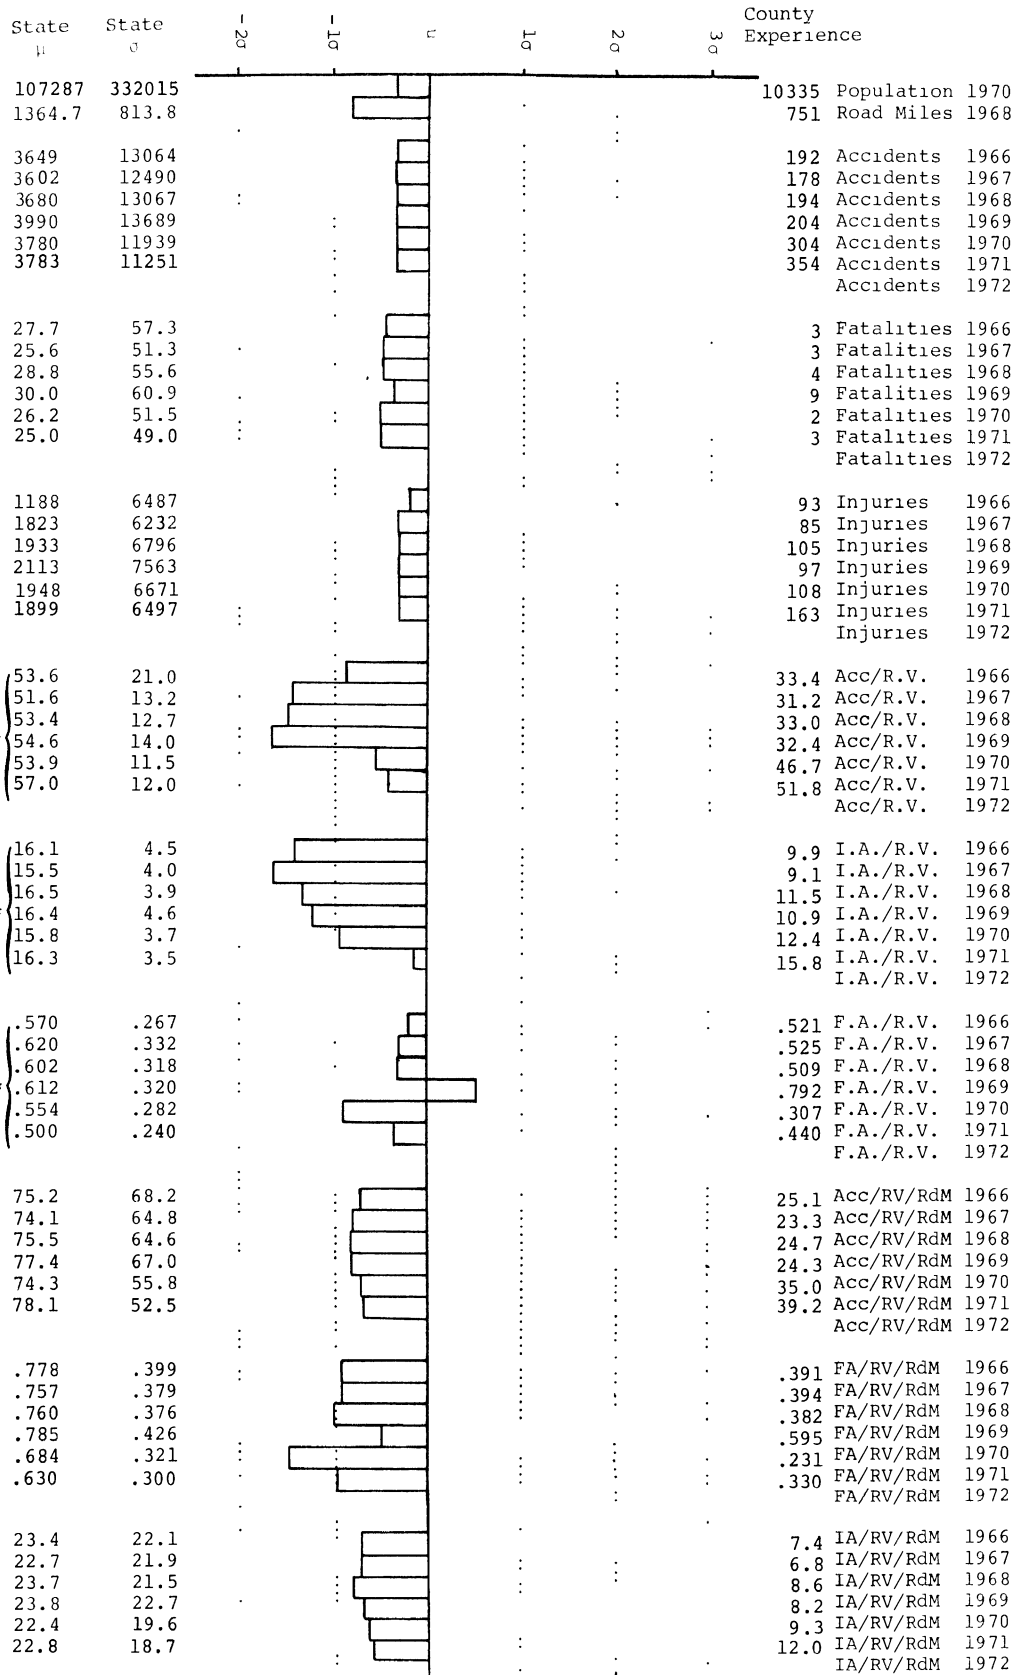 State State -2σ -1σ μ 1σ 2σ 3σ County
μ σ Experience
107287 332015 10335 Population 1970
1364.7 813.8 751 Road Miles 1968
3649 13064 192 Accidents 1966
3602 12490 178 Accidents 1967
3680 13067 194 Accidents 1968
3990 13689 204 Accidents 1969
3780 11939 304 Accidents 1970
3783 11251 354 Accidents 1971
Accidents 1972
27.7 57.3 3 Fatalities 1966
25.6 51.3 3 Fatalities 1967
28.8 55.6 4 Fatalities 1968
30.0 60.9 9 Fatalities 1969
26.2 51.5 2 Fatalities 1970
25.0 49.0 3 Fatalities 1971
Fatalities 1972
1188 6487 93 Injuries 1966
1823 6232 85 Injuries 1967
1933 6796 105 Injuries 1968
2113 7563 97 Injuries 1969
1948 6671 108 Injuries 1970
1899 6497 163 Injuries 1971
Injuries 1972
53.6 21.0 33.4 Acc/R.V. 1966
51.6 13.2 31.2 Acc/R.V. 1967
53.4 12.7 33.0 Acc/R.V. 1968
54.6 14.0 32.4 Acc/R.V. 1969
53.9 11.5 46.7 Acc/R.V. 1970
57.0 12.0 51.8 Acc/R.V. 1971
Acc/R.V. 1972
16.1 4.5 9.9 I.A./R.V. 1966
15.5 4.0 9.1 I.A./R.V. 1967
16.5 3.9 11.5 I.A./R.V. 1968
16.4 4.6 10.9 I.A./R.V. 1969
15.8 3.7 12.4 I.A./R.V. 1970
16.3 3.5 15.8 I.A./R.V. 1971
I.A./R.V. 1972
.570 .267 .521 F.A./R.V. 1966
.620 .332 .525 F.A./R.V. 1967
.602 .318 .509 F.A./R.V. 1968
.612 .320 .792 F.A./R.V. 1969
.554 .282 .307 F.A./R.V. 1970
.500 .240 .440 F.A./R.V. 1971
F.A./R.V. 1972
75.2 68.2 25.1 Acc/RV/RdM 1966
74.1 64.8 23.3 Acc/RV/RdM 1967
75.5 64.6 24.7 Acc/RV/RdM 1968
77.4 67.0 24.3 Acc/RV/RdM 1969
74.3 55.8 35.0 Acc/RV/RdM 1970
78.1 52.5 39.2 Acc/RV/RdM 1971
Acc/RV/RdM 1972
.778 .399 .391 FA/RV/RdM 1966
.757 .379 .394 FA/RV/RdM 1967
.760 .376 .382 FA/RV/RdM 1968
.785 .426 .595 FA/RV/RdM 1969
.684 .321 .231 FA/RV/RdM 1970
.630 .300 .330 FA/RV/RdM 1971
FA/RV/RdM 1972
23.4 22.1 7.4 IA/RV/RdM 1966
22.7 21.9 6.8 IA/RV/RdM 1967
23.7 21.5 8.6 IA/RV/RdM 1968
23.8 22.7 8.2 IA/RV/RdM 1969
22.4 19.6 9.3 IA/RV/RdM 1970
22.8 18.7 12.0 IA/RV/RdM 1971
IA/RV/RdM 1972